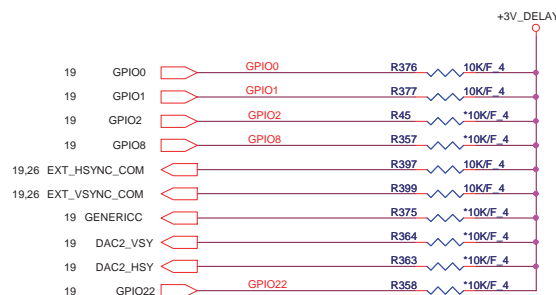 +3V_DELAY
19 GPIO0 GPIO0 R376 10K/F_4
19 GPIO1 GPIO1 R377 10K/F_4
19 GPIO2 GPIO2 R45 *10K/F_4
19 GPIO8 GPIO8 R357 *10K/F_4
19,26 EXT_HSYNC_COM R397 10K/F_4
19,26 EXT_VSYNC_COM R399 10K/F_4
19 GENERICC R375 *10K/F_4
19 DAC2_VSY R364 *10K/F_4
19 DAC2_HSY R363 *10K/F_4
19 GPIO22 GPIO22 R358 *10K/F_4